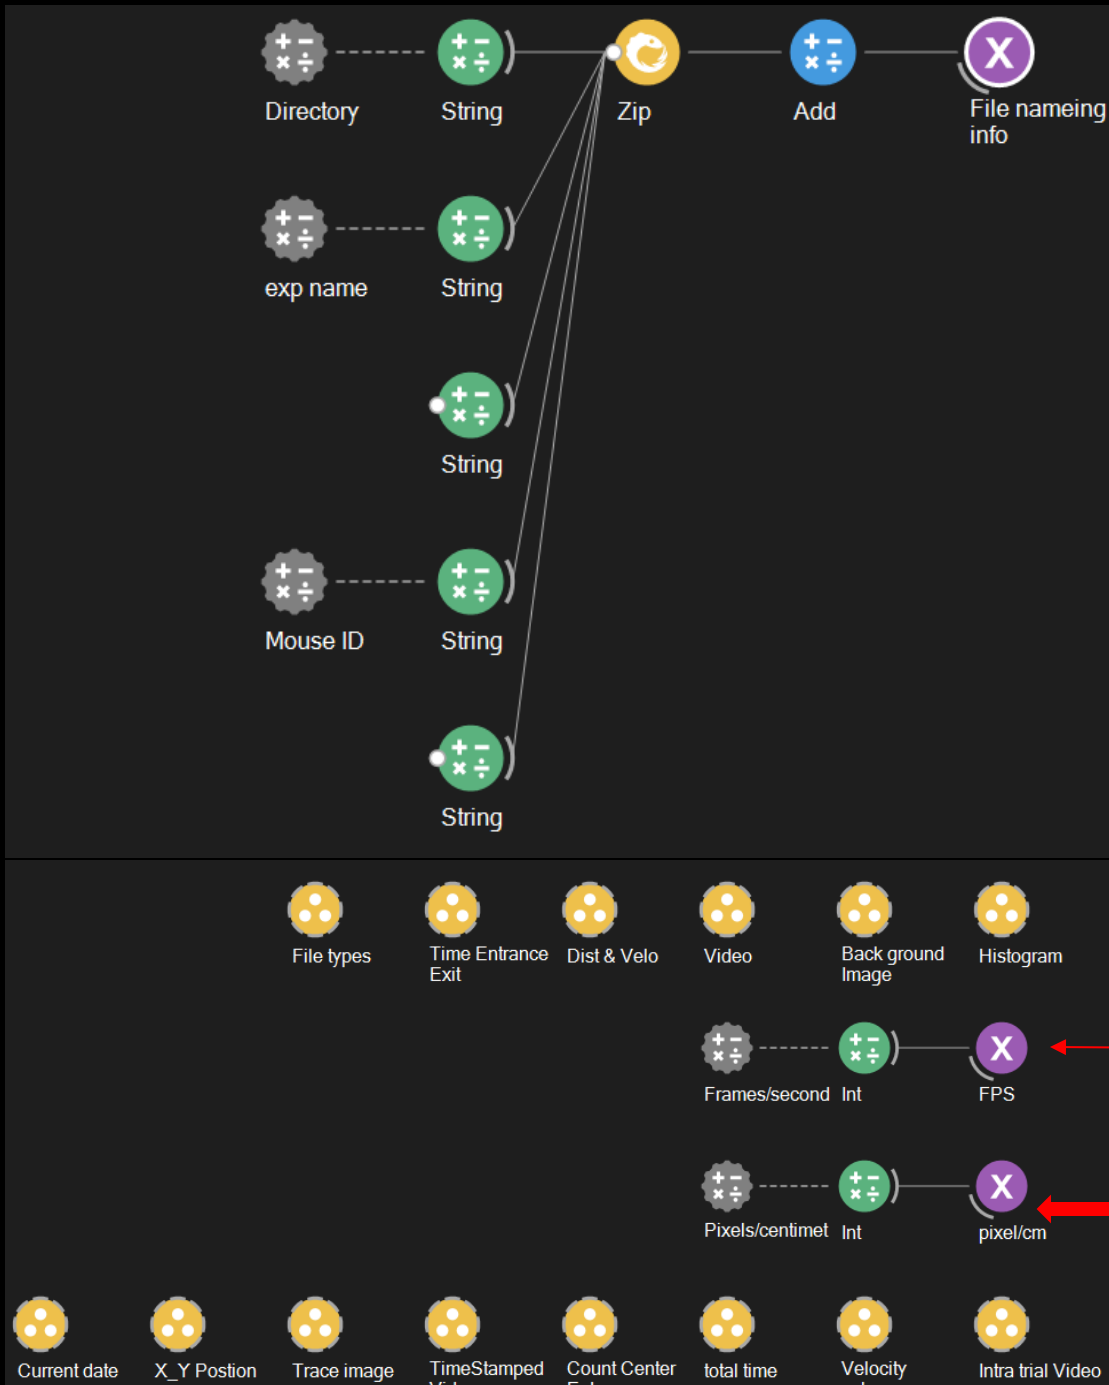 Directory
String
Zip
Add
File nameing
info
exp name
String
String
Mouse ID
String
String
File types
Time Entrance
Exit
Dist & Velo
Video
Back ground
Image
Histogram
Frames/second
Int
FPS
Pixels/centimet
Int
pixel/cm
Current date
X_Y Postion
Trace image
TimeStamped
Count Center
total time
Velocity
Intra trial Video